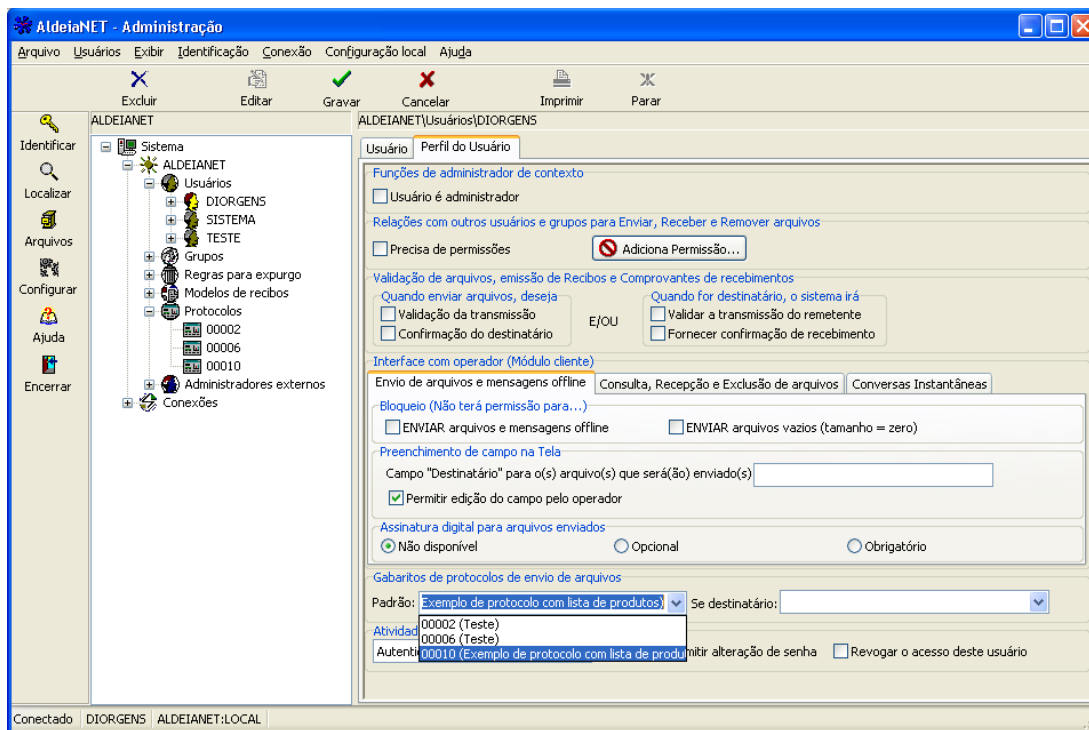 AldeiaNET - Administração
Arquivo Usuários Exibir Identificação Conexão Configuração local Ajuda
Excluir Editar Gravar Cancelar Imprimir Parar
Identificar
Localizar
Arquivos
Configurar
Ajuda
Encerrar
ALDEIANET
Sistema
ALDEIANET
Usuários
DIORGENS
SISTEMA
TESTE
Grupos
Regras para expurgo
Modelos de recibos
Protocolos
00002
00006
00010
Administradores externos
Conexões
ALDEIANET\Usuários\DIORGENS
Usuário Perfil do Usuário
Funções de administrador de contexto
Usuário é administrador
Relações com outros usuários e grupos para Enviar, Receber e Remover arquivos
Precisa de permissões Adiciona Permissão...
Validação de arquivos, emissão de Recibos e Comprovantes de recebimentos
Quando enviar arquivos, deseja
Validação da transmissão
Confirmação do destinatário
E/OU
Quando for destinatário, o sistema irá
Validar a transmissão do remetente
Fornecer confirmação de recebimento
Interface com operador (Módulo cliente)
Envio de arquivos e mensagens offline Consulta, Recepção e Exclusão de arquivos Conversas Instantâneas
Bloqueio (Não terá permissão para...)
ENVIAR arquivos e mensagens offline ENVIAR arquivos vazios (tamanho = zero)
Preenchimento de campo na Tela
Campo "Destinatário" para o(s) arquivo(s) que será(ão) enviado(s)
Permitir edição do campo pelo operador
Assinatura digital para arquivos enviados
Não disponível Opcional Obrigatório
Gabaritos de protocolos de envio de arquivos
Padrão: Exemplo de protocolo com lista de produtos) Se destinatário:
00002 (Teste)
00006 (Teste)
00010 (Exemplo de protocolo com lista de produ
alteração de senha Revogar o acesso deste usuário
Conectado DIORGENS ALDEIANET:LOCAL